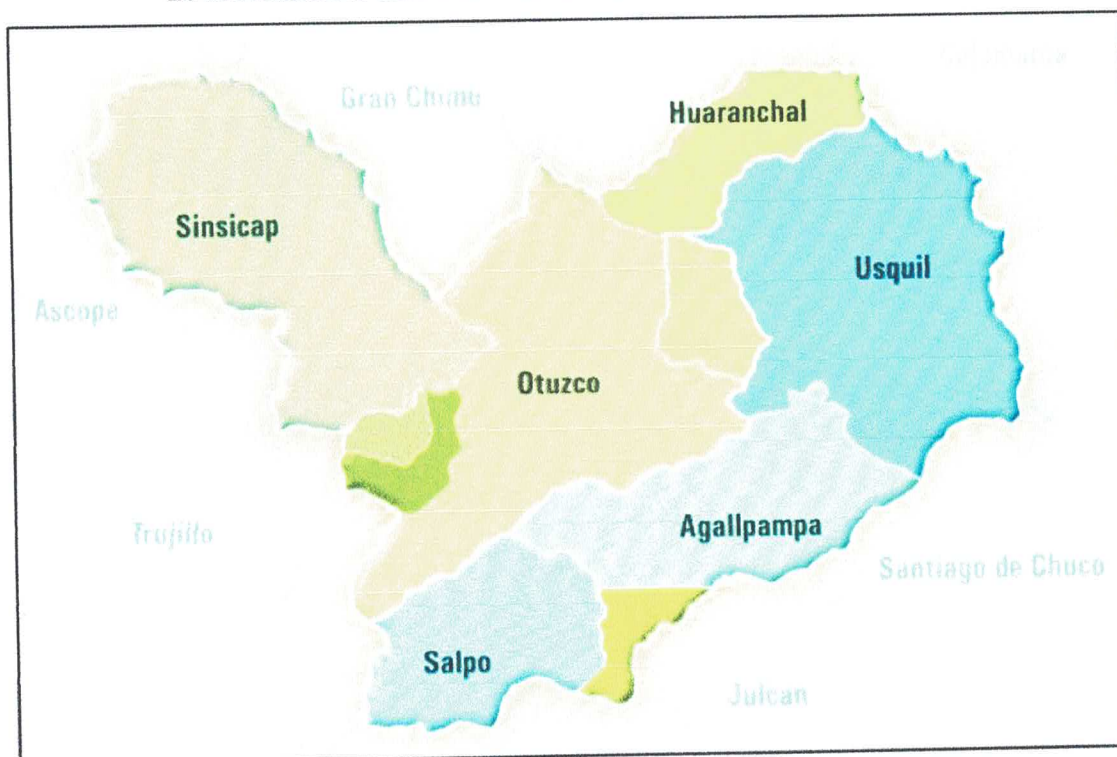 Gran Chimu
Huaranchal
Sinsicap
Usquil
Ascope
Otuzco
Agallpampa
Trujillo
Santiago de Chuco
Salpo
Julcan